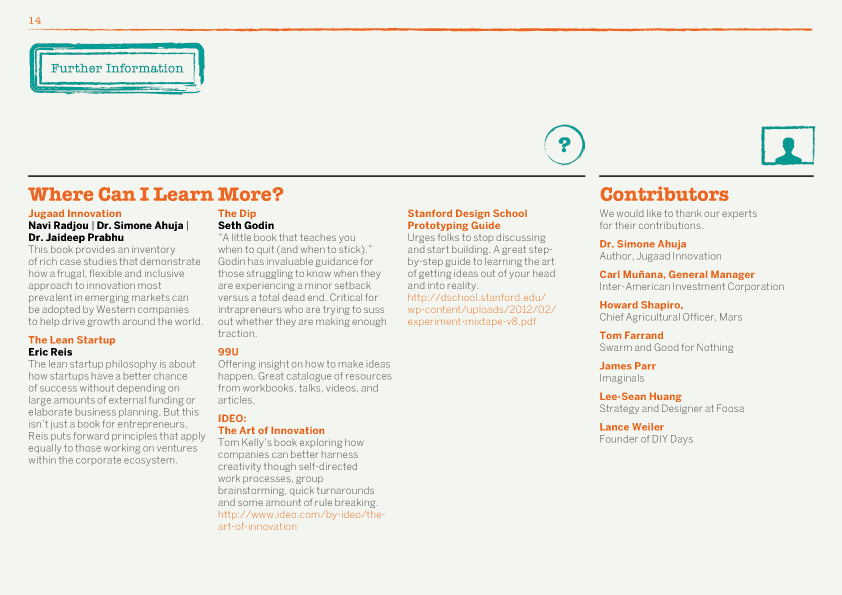 14
Further Information
?
Where Can I Learn More?
Jugaad Innovation
Navi Radjou | Dr. Simone Ahuja |
Dr. Jaideep Prabhu
This book provides an inventory
of rich case studies that demonstrate
how a frugal, flexible and inclusive
approach to innovation most
prevalent in emerging markets can
be adopted by Western companies
to help drive growth around the world.
The Lean Startup
Eric Reis
The lean startup philosophy is about
how startups have a better chance
of success without depending on
large amounts of external funding or
elaborate business planning. But this
isn't just a book for entrepreneurs,
Reis puts forward principles that apply
equally to those working on ventures
within the corporate ecosystem.
The Dip
Seth Godin
"A little book that teaches you
when to quit (and when to stick)."
Godin has invaluable guidance for
those struggling to know when they
are experiencing a minor setback
versus a total dead end. Critical for
intrapreneurs who are trying to suss
out whether they are making enough
traction.
99U
Offering insight on how to make ideas
happen. Great catalogue of resources
from workbooks, talks, videos, and
articles.
IDEO:
The Art of Innovation
Tom Kelly's book exploring how
companies can better harness
creativity though self-directed
work processes, group
brainstorming, quick turnarounds
and some amount of rule breaking.
http://www.ideo.com/by-ideo/the-
art-of-innovation
Stanford Design School
Prototyping Guide
Urges folks to stop discussing
and start building. A great step-
by-step guide to learning the art
of getting ideas out of your head
and into reality.
http://dschool.stanford.edu/
wp-content/uploads/2012/02/
experiment-mixtape-v8.pdf
Contributors
We would like to thank our experts
for their contributions.
Dr. Simone Ahuja
Author, Jugaad Innovation
Carl Muñana, General Manager
Inter-American Investment Corporation
Howard Shapiro,
Chief Agricultural Officer, Mars
Tom Farrand
Swarm and Good for Nothing
James Parr
Imaginals
Lee-Sean Huang
Strategy and Designer at Foosa
Lance Weiler
Founder of DIY Days